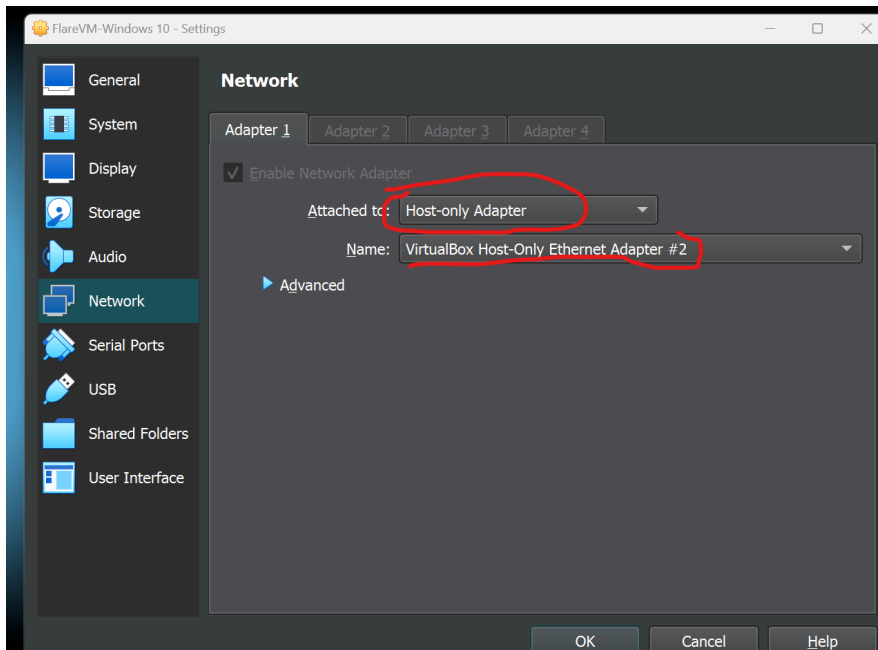 FlareVM-Windows 10 - Settings
General
System
Display
Storage
Audio
Network
Serial Ports
USB
Shared Folders
User Interface
Network
Adapter 1 Adapter 2 Adapter 3 Adapter 4
Enable Network Adapter
Attached to: Host-only Adapter
Name: VirtualBox Host-Only Ethernet Adapter #2
Advanced
OK Cancel Help